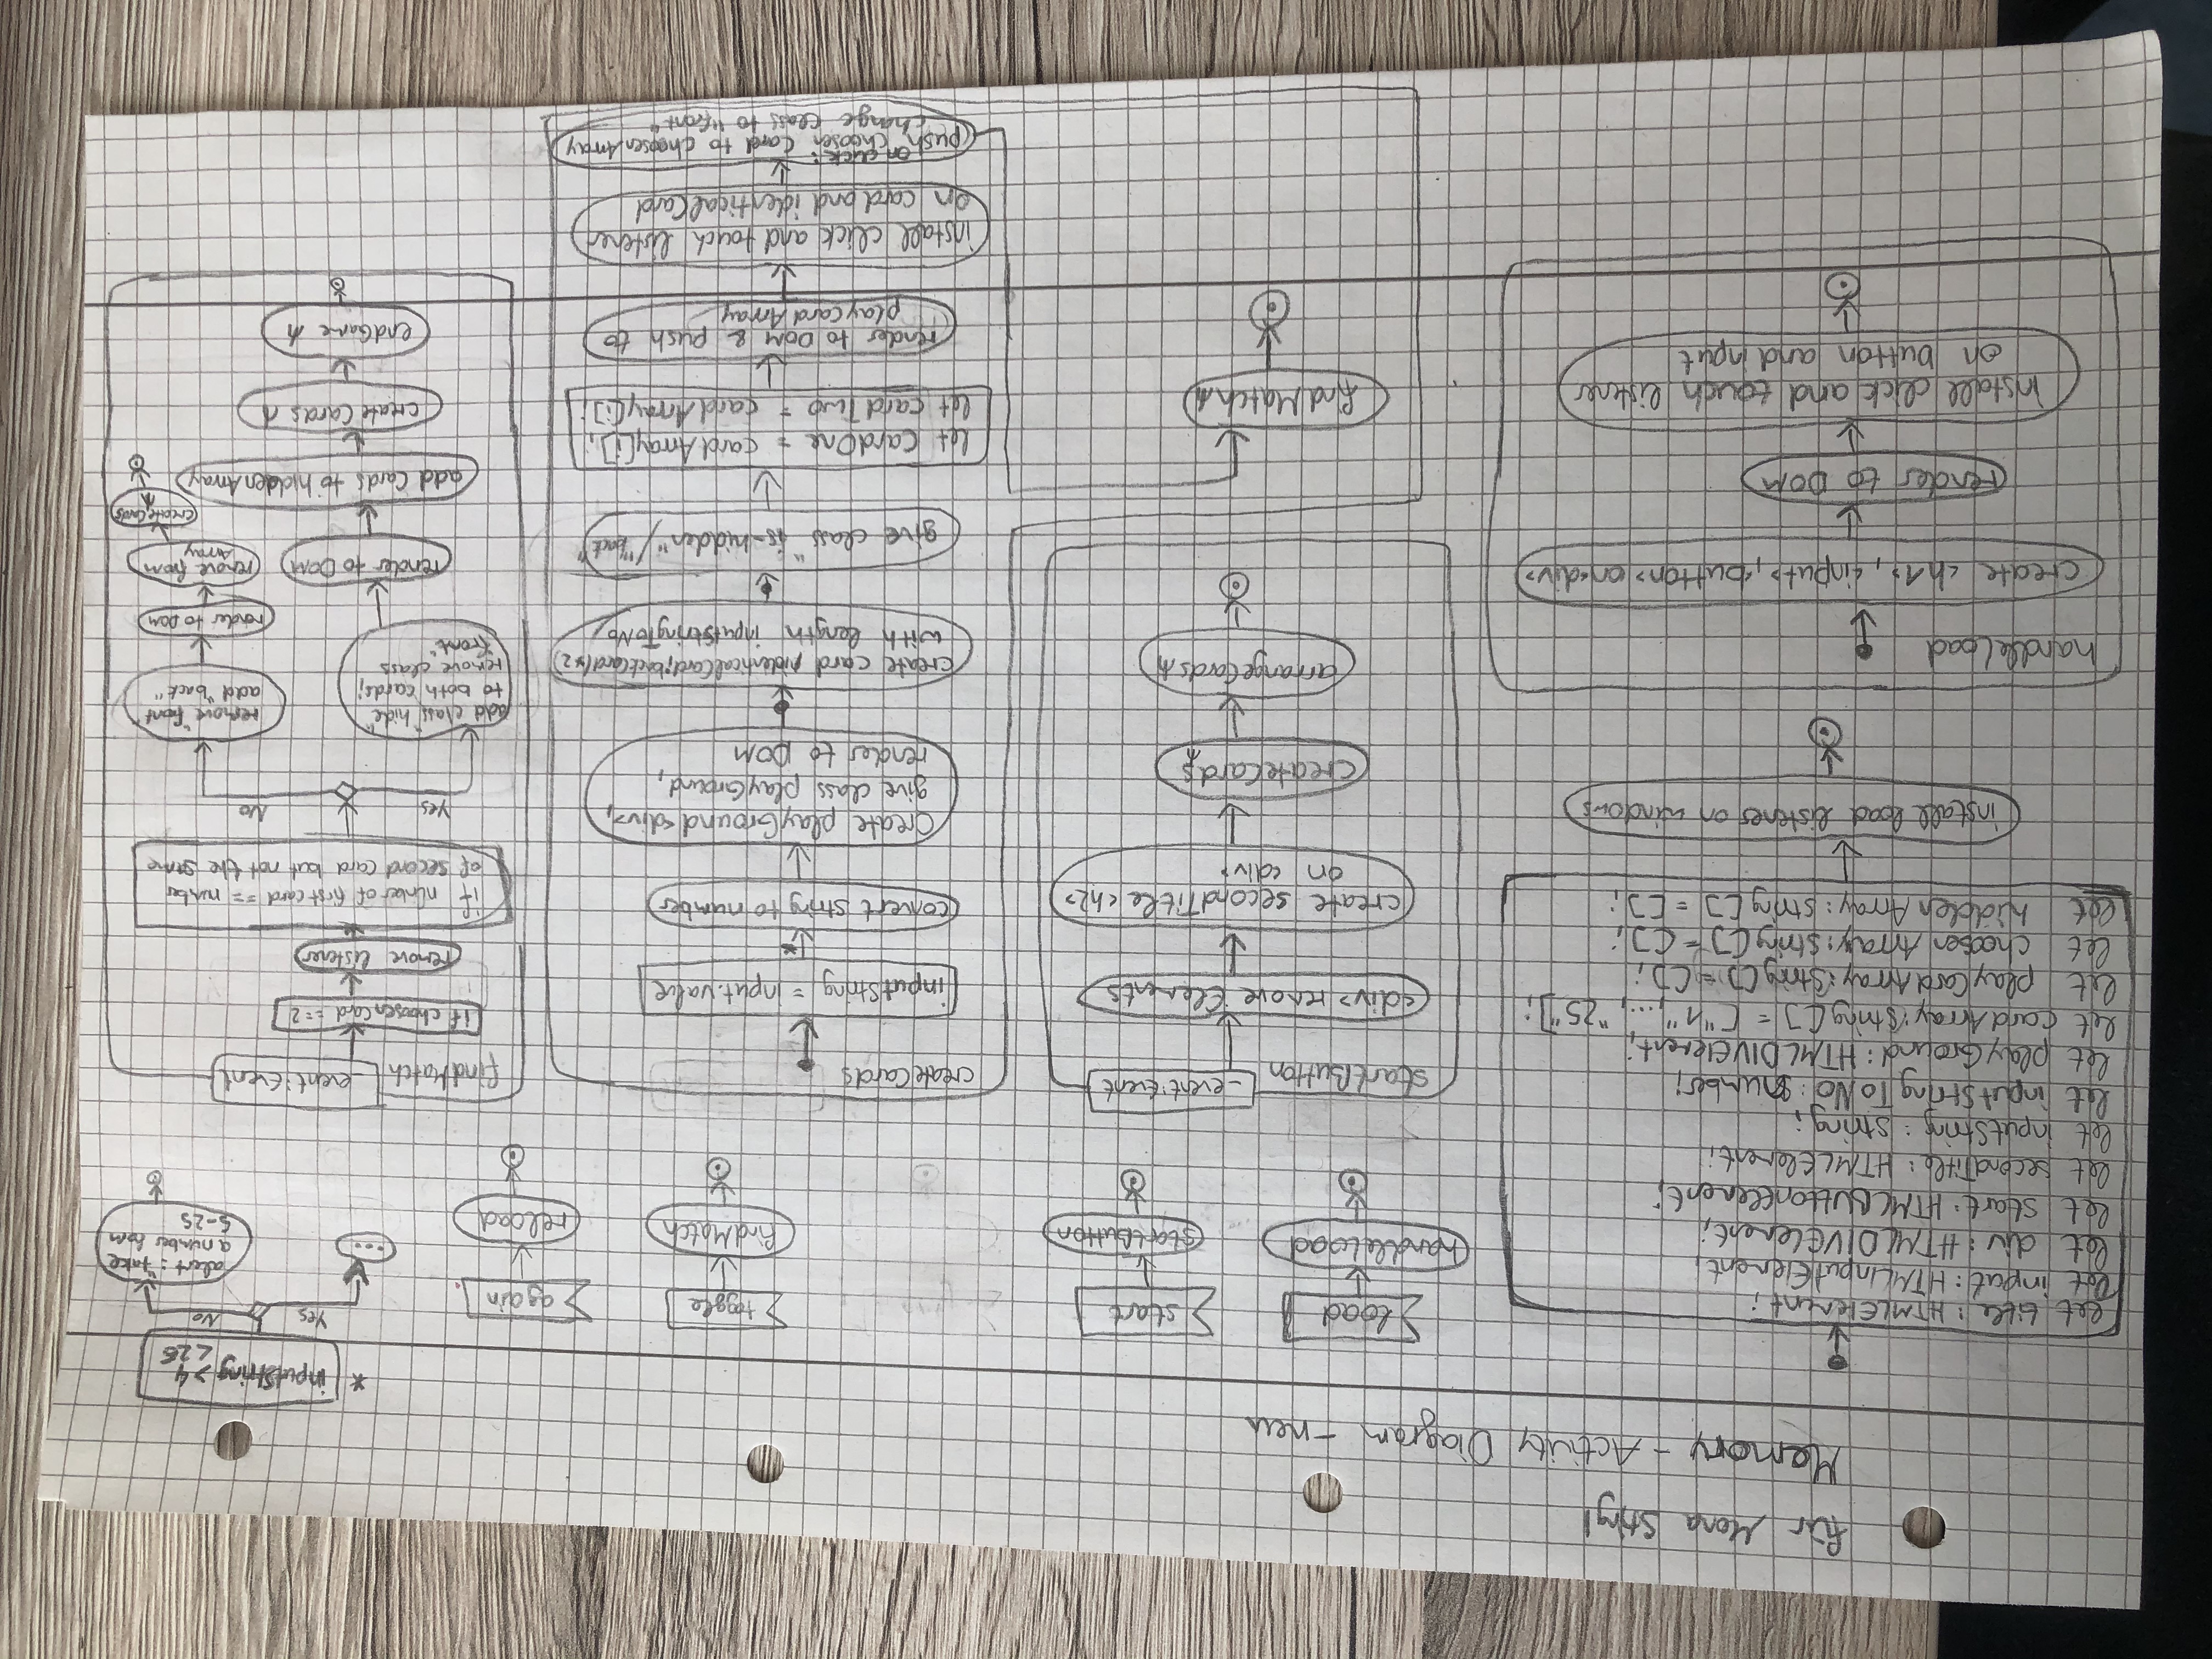 für Mona Stingl
Memory - Activity Diagram - new
let title: HTMLElement;
let input: HTMLInputElement;
let div: HTMLDIVElement;
let start: HTMLButtonElement;
let secondTitle: HTMLElement;
let inputString: String;
let inputStringToNo: number;
let playGround: HTMLDIVElement;
let cardArray: String[] = ["1",...,"25"];
let playCardArray: String[] = [];
let choosenArray: string[] = [];
let hiddenArray: string[] = [];
install load listener on windows
handleLoad
create <h1>, <input>, <button> on <div>
render to DOM
install click and touch listener
on button and input
load
handleLoad
start
startButton
toggle
findMatch
again
reload
* inputString > 4
< 26
Yes
No
...
alert: "take
a number from
5-25
startButton
_event: Event
<div> remove Elements
create secondTitle <h2>
on <div>
createCards
arrangeCards
createCards
inputString = input.value
*
convert string to number
Create playGround <div>,
give class playGround,
render to DOM
create card / identicalCard / backCard (*2)
with length inputStringToNo,
give class "is-hidden"/"back"
let cardOne = cardArray[i];
let cardTwo = cardArray[i];
render to DOM & push to
playCardArray
install click and touch listener
on card and identicalCard
on click:
push choosen Card to choosenArray
change class to "front"
findMatch
findMatch
_event: Event
if choosenCard == 2
remove listener
if number of first card == number
of second card but not the same
Yes
No
add class "hide"
to both cards;
remove class
"front"
render to DOM
add Cards to hiddenArray
createCards
endGame
remove "front"
add "back"
render to DOM
remove from
Array
createCards